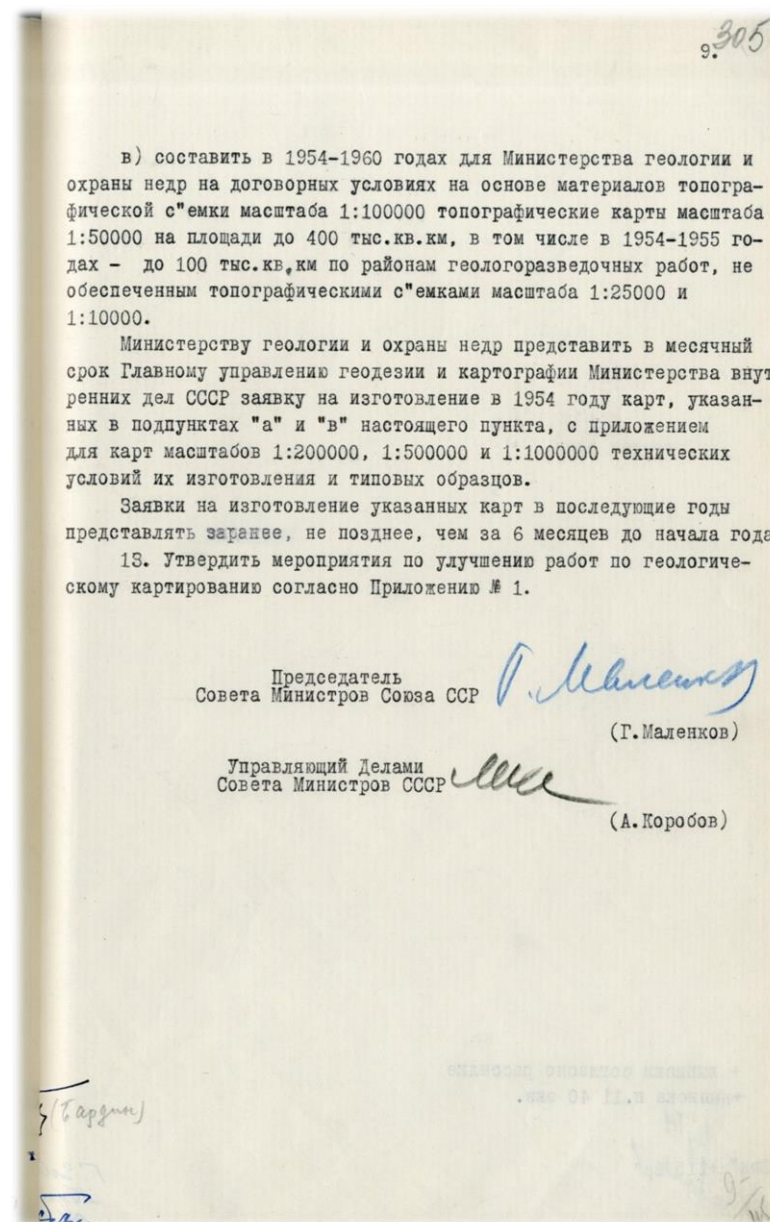 9.
305
в) составить в 1954-1960 годах для Министерства геологии и
охраны недр на договорных условиях на основе материалов топогра-
фической с"емки масштаба 1:100000 топографические карты масштаба
1:50000 на площади до 400 тыс.кв.км, в том числе в 1954-1955 го-
дах - до 100 тыс.кв.км по районам геологоразведочных работ, не
обеспеченным топографическими с"емками масштаба 1:25000 и
1:10000.
Министерству геологии и охраны недр представить в месячный
срок Главному управлению геодезии и картографии Министерства внут
ренних дел СССР заявку на изготовление в 1954 году карт, указан-
ных в подпунктах "а" и "в" настоящего пункта, с приложением
для карт масштабов 1:200000, 1:500000 и 1:1000000 технических
условий их изготовления и типовых образцов.
Заявки на изготовление указанных карт в последующие годы
представлять заранее, не позднее, чем за 6 месяцев до начала года
13. Утвердить мероприятия по улучшению работ по геологиче-
скому картированию согласно Приложению № 1.
Председатель
Совета Министров Союза ССР
Г. Маленков
(Г.Маленков)
Управляющий Делами
Совета Министров СССР
(А.Коробов)
(Бардин)